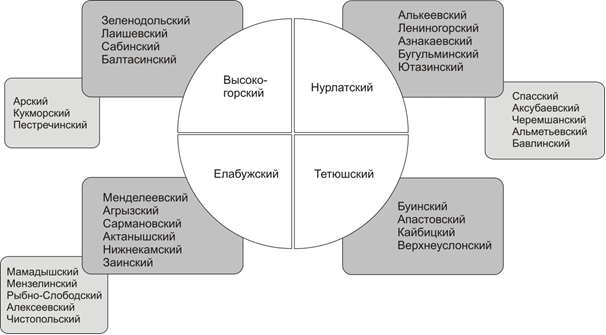 Зеленодольский
Лаишевский
Сабинский
Балтасинский
Арский
Кукморский
Пестречинский
Высоко-
горский
Нурлатский
Алькеевский
Лениногорский
Азнакаевский
Бугульминский
Ютазинский
Спасский
Аксубаевский
Черемшанский
Альметьевский
Бавлинский
Елабужский
Тетюшский
Менделеевский
Агрызский
Сармановский
Актанышский
Нижнекамский
Заинский
Мамадышский
Мензелинский
Рыбно-Слободский
Алексеевский
Чистопольский
Буинский
Апастовский
Кайбицкий
Верхнеуслонский